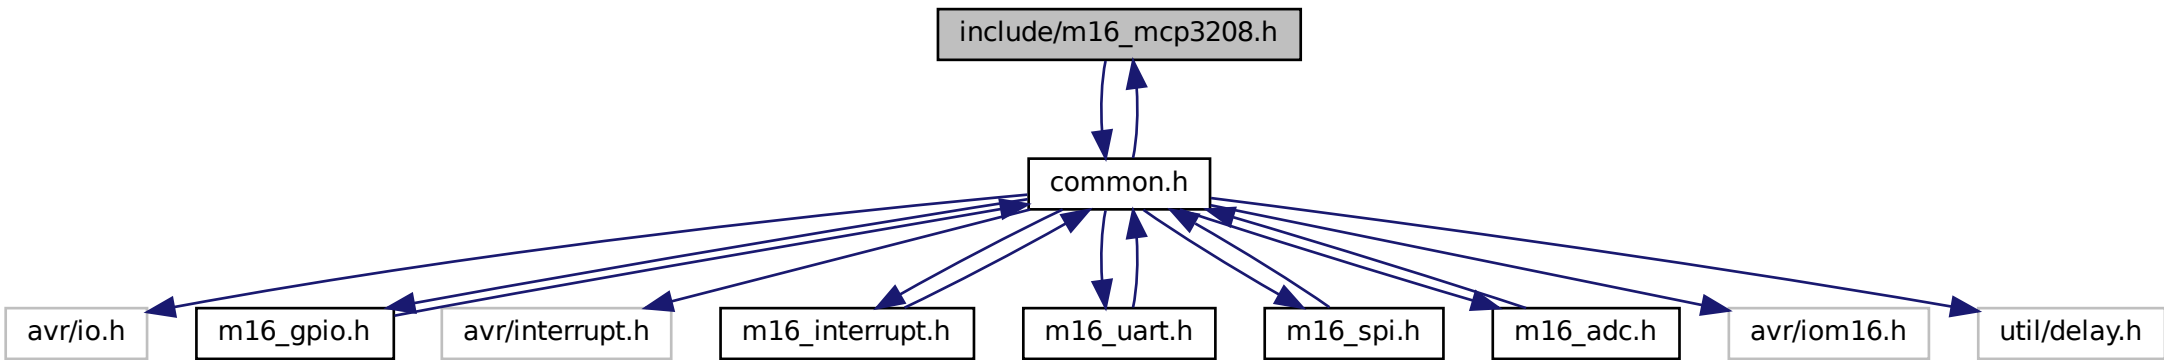 include/m16_mcp3208.h
common.h
avr/io.h
m16_gpio.h
avr/interrupt.h
m16_interrupt.h
m16_uart.h
m16_spi.h
m16_adc.h
avr/iom16.h
util/delay.h